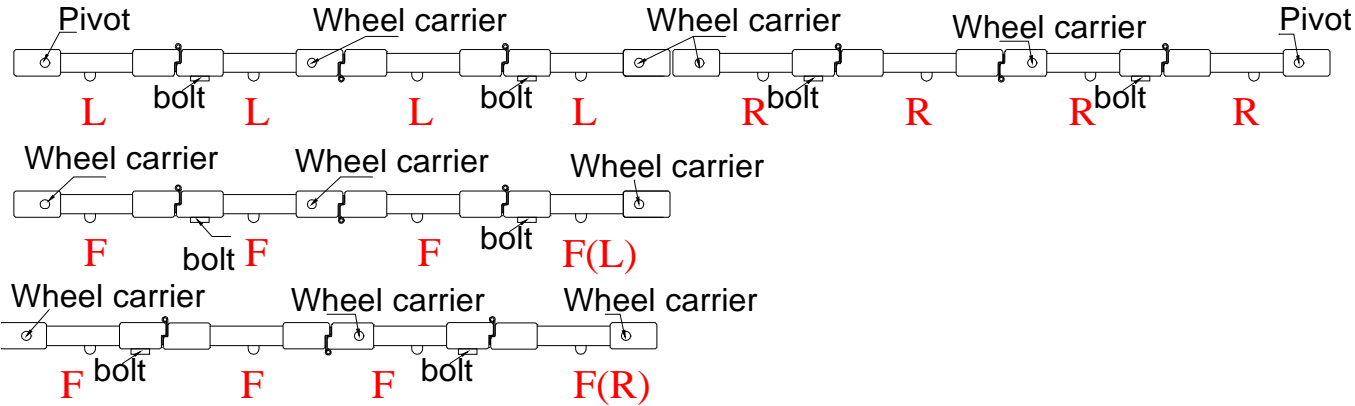 Pivot Wheel carrier Wheel carrier Wheel carrier Pivot
bolt bolt bolt bolt
L L L L R R R R
Wheel carrier Wheel carrier Wheel carrier
bolt bolt
F F F F(L)
Wheel carrier Wheel carrier Wheel carrier
bolt bolt
F F F F(R)